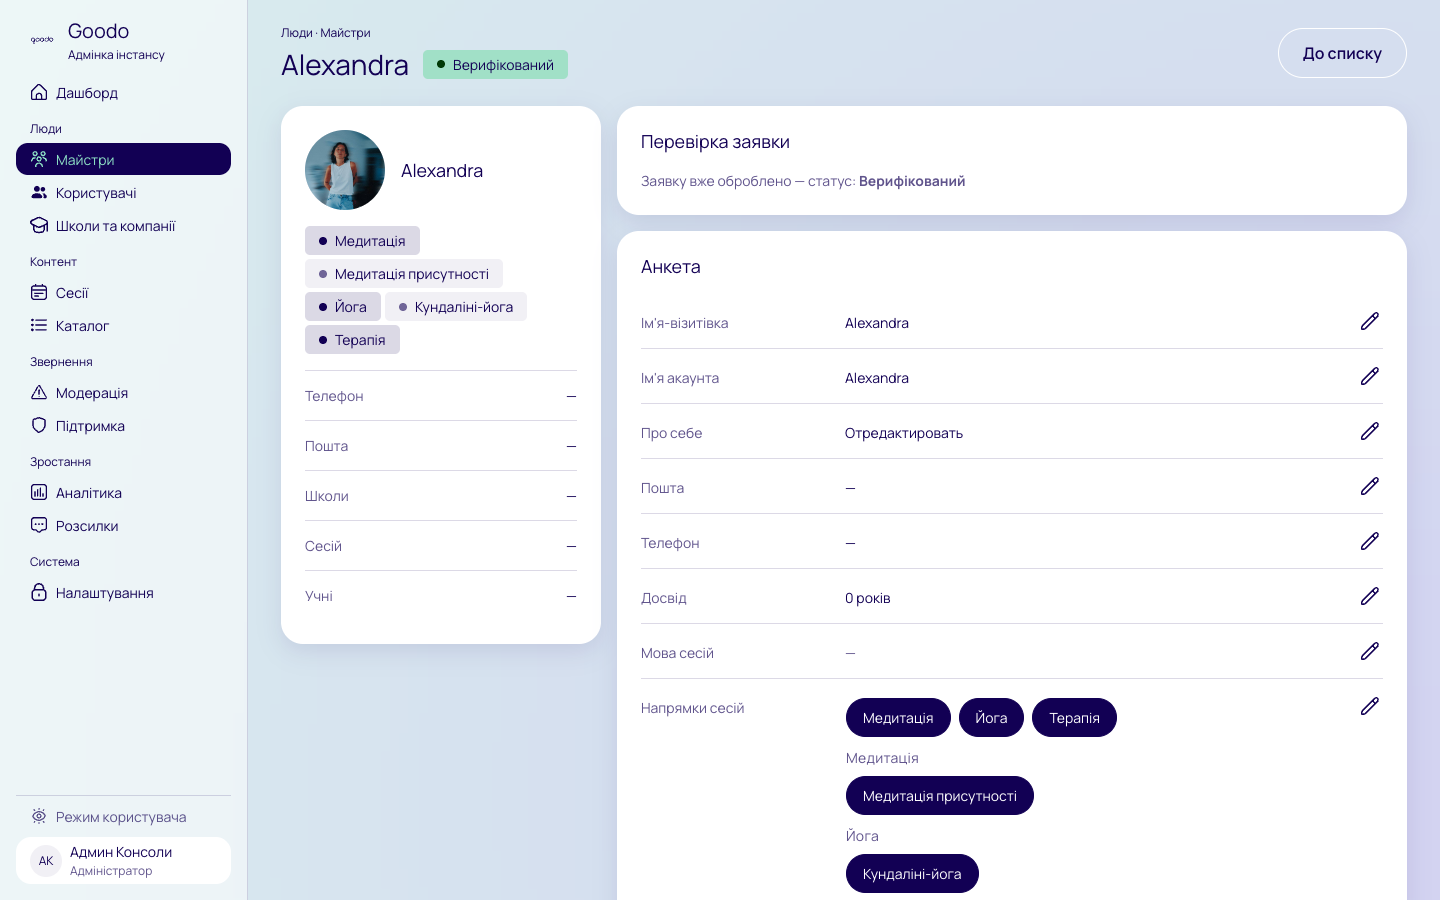 goodo
Goodo
Адмінка інстансу
Дашборд
Люди
Майстри
Користувачі
Школи та компанії
Контент
Сесії
Каталог
Звернення
Модерація
Підтримка
Зростання
Аналітика
Розсилки
Система
Налаштування
Режим користувача
АК
Админ Консоли
Адміністратор
Люди · Майстри
Alexandra
Верифікований
До списку
Alexandra
Медитація
Медитація присутності
Йога
Кундаліні-йога
Терапія
Телефон —
Пошта —
Школи —
Сесій —
Учні —
Перевірка заявки
Заявку вже оброблено — статус: Верифікований
Анкета
Ім'я-візитівка Alexandra
Ім'я акаунта Alexandra
Про себе Отредактировать
Пошта —
Телефон —
Досвід 0 років
Мова сесій —
Напрямки сесій Медитація Йога Терапія
Медитація
Медитація присутності
Йога
Кундаліні-йога